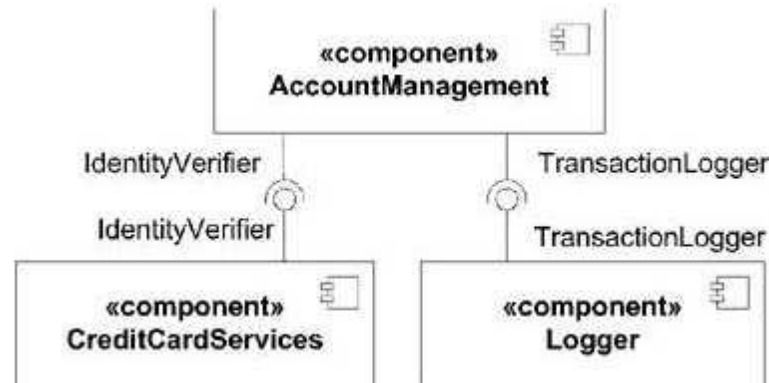 «component»
AccountManagement
IdentityVerifier
TransactionLogger
IdentityVerifier
TransactionLogger
«component»
CreditCardServices
«component»
Logger